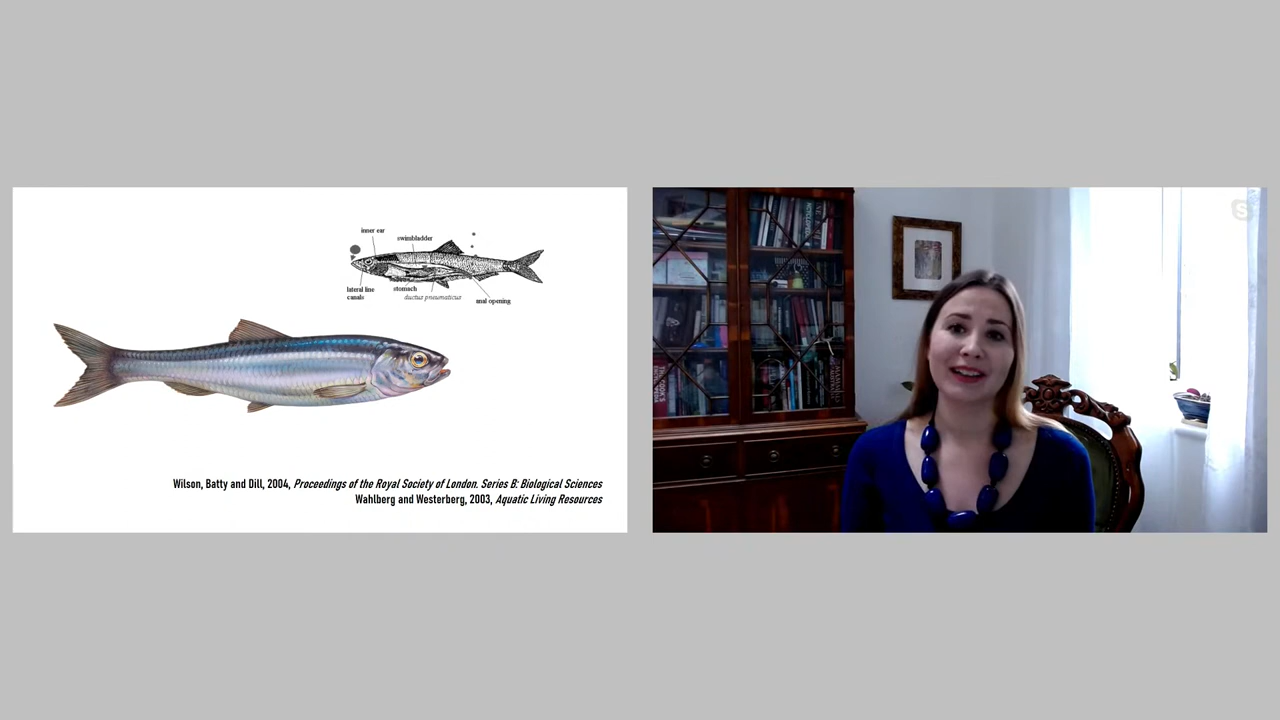 inner ear
swimbladder
lateral line
canals
stomach
ductus pneumaticus
anal opening
Wilson, Batty and Dill, 2004, Proceedings of the Royal Society of London. Series B: Biological Sciences
Wahlberg and Westerberg, 2003, Aquatic Living Resources